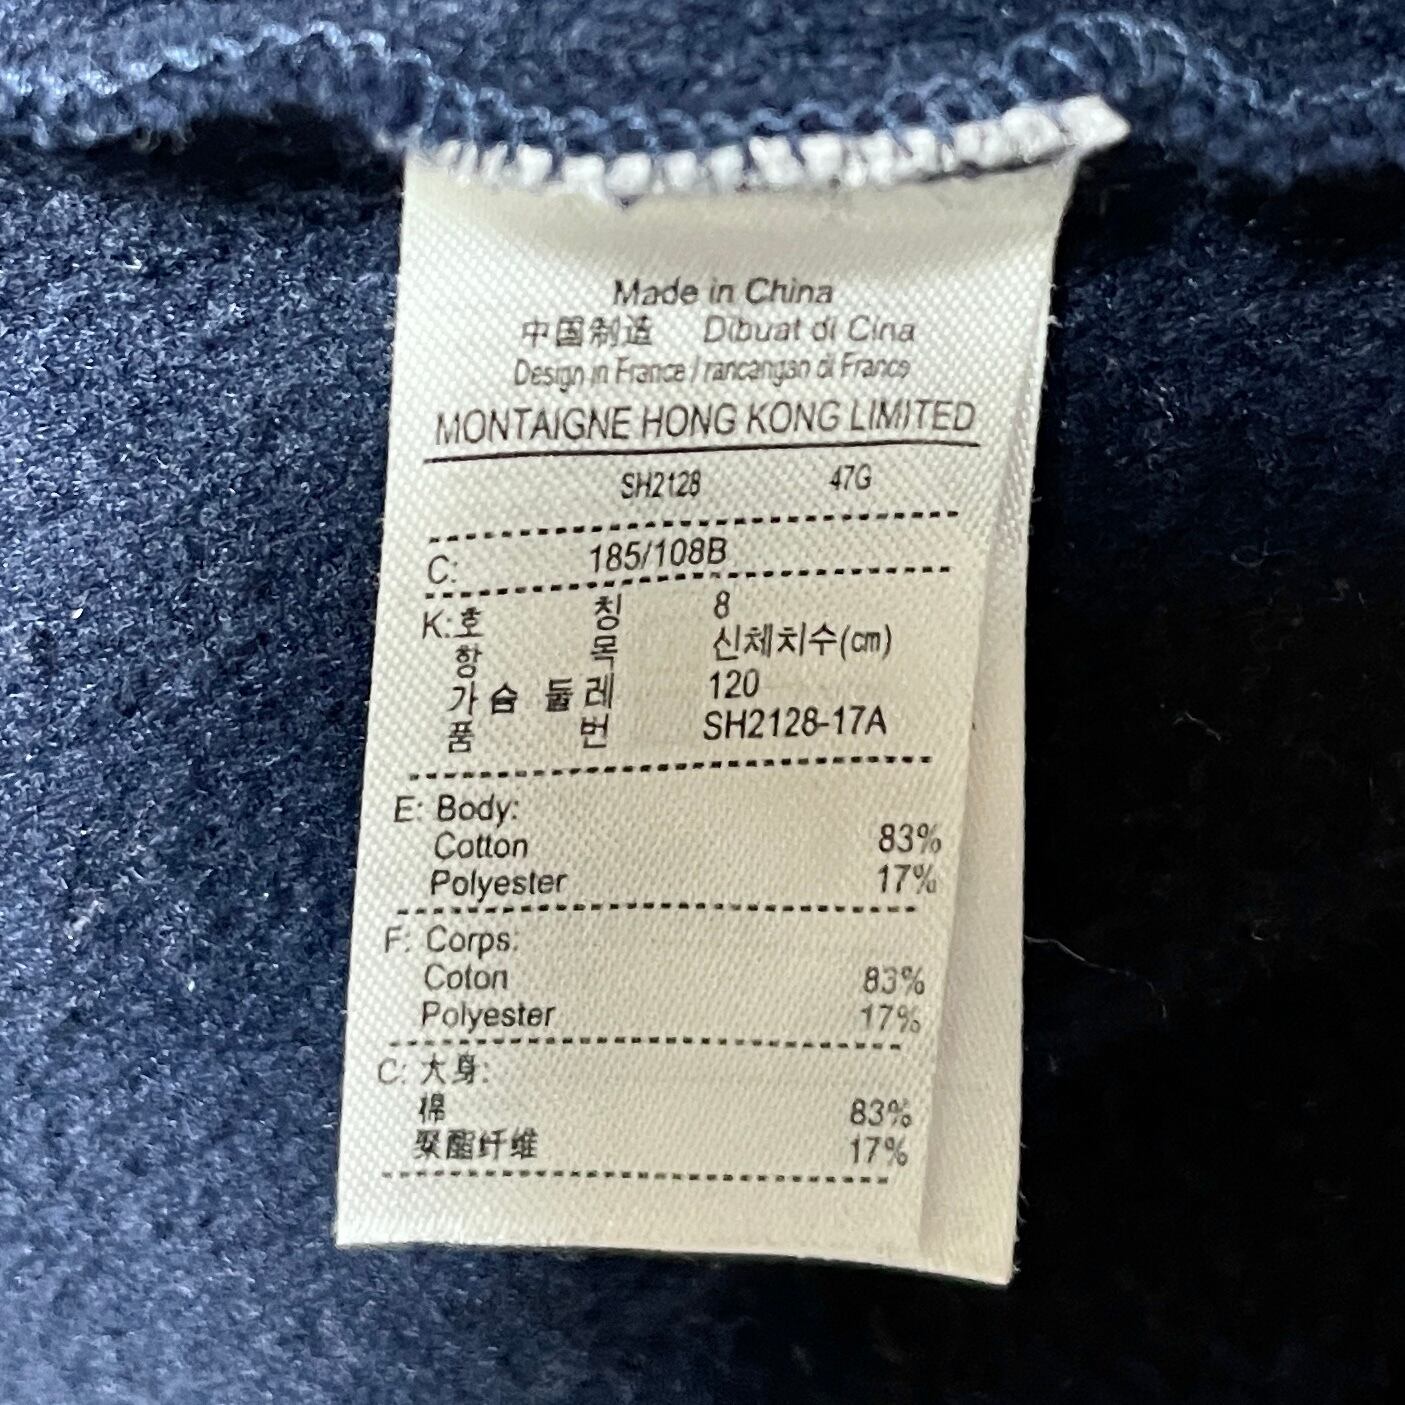 Made in China
中国制造 Dibuat di Cina
Design in France / rancangan di France
MONTAIGNE HONG KONG LIMITED
SH2128 47G
C: 185/108B
K:호 칭 8
항 목 신체치수(㎝)
가슴 둘레 120
품 번 SH2128-17A
E: Body:
Cotton 83%
Polyester 17%
F: Corps:
Coton 83%
Polyester 17%
C: 大身:
棉 83%
聚酯纤维 17%